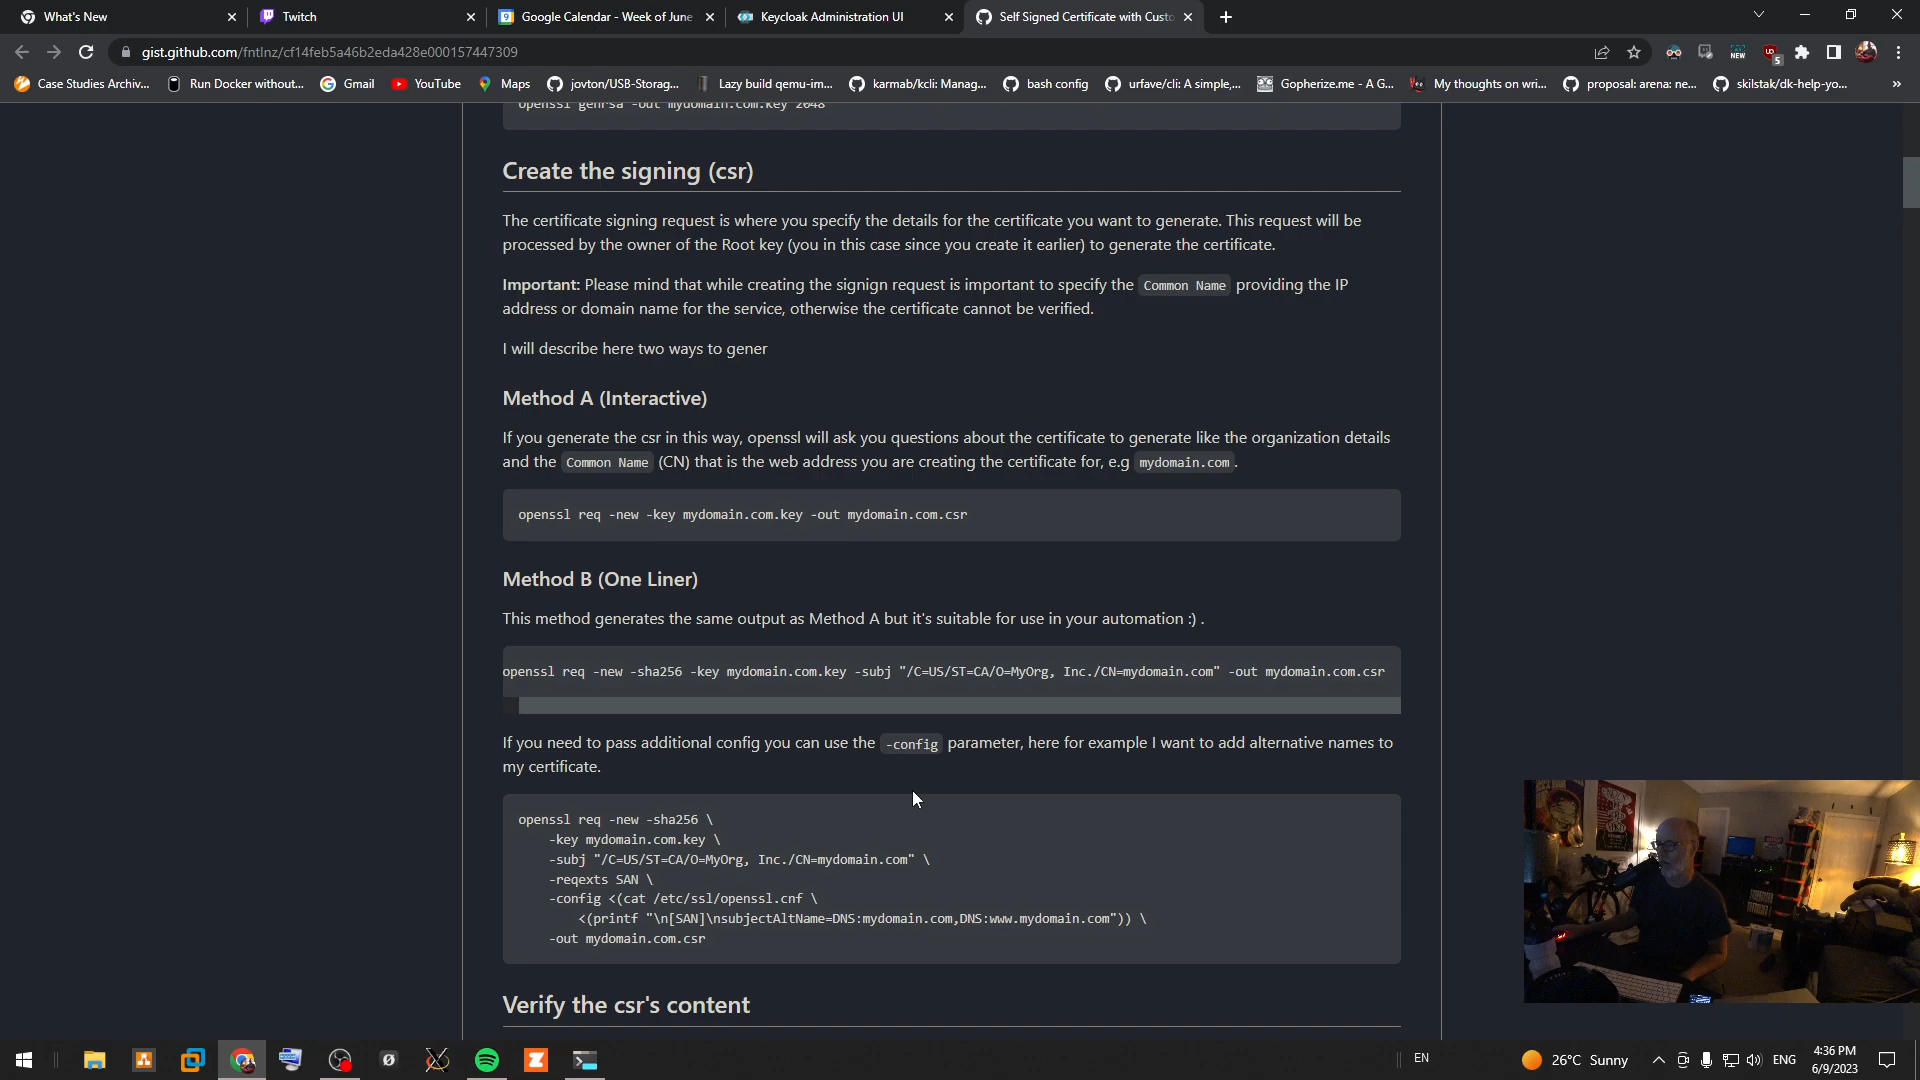 What's New
Twitch
Google Calendar - Week of June
Keycloak Administration UI
Self Signed Certificate with Custo
gist.github.com/fntlnz/cf14feb5a46b2eda428e000157447309
5
Case Studies Archiv...
Run Docker without...
Gmail
YouTube
Maps
jovton/USB-Storag...
Lazy build qemu-im...
karmab/kcli: Manag...
bash config
urfave/cli: A simple,...
Gopherize.me - A G...
My thoughts on wri...
proposal: arena: ne...
skilstak/dk-help-yo...
»
openssl genrsa -out mydomain.com.key 2048
Create the signing (csr)
The certificate signing request is where you specify the details for the certificate you want to generate. This request will be
processed by the owner of the Root key (you in this case since you create it earlier) to generate the certificate.
Important: Please mind that while creating the signign request is important to specify the Common Name providing the IP
address or domain name for the service, otherwise the certificate cannot be verified.
I will describe here two ways to gener
Method A (Interactive)
If you generate the csr in this way, openssl will ask you questions about the certificate to generate like the organization details
and the Common Name (CN) that is the web address you are creating the certificate for, e.g mydomain.com .
openssl req -new -key mydomain.com.key -out mydomain.com.csr
Method B (One Liner)
This method generates the same output as Method A but it's suitable for use in your automation :) .
openssl req -new -sha256 -key mydomain.com.key -subj "/C=US/ST=CA/O=MyOrg, Inc./CN=mydomain.com" -out mydomain.com.csr
If you need to pass additional config you can use the -config parameter, here for example I want to add alternative names to
my certificate.
openssl req -new -sha256 \
-key mydomain.com.key \
-subj "/C=US/ST=CA/O=MyOrg, Inc./CN=mydomain.com" \
-reqexts SAN \
-config <(cat /etc/ssl/openssl.cnf \
<(printf "\n[SAN]\nsubjectAltName=DNS:mydomain.com,DNS:www.mydomain.com")) \
-out mydomain.com.csr
Verify the csr's content
EN
26°C Sunny
ENG
4:36 PM
6/9/2023